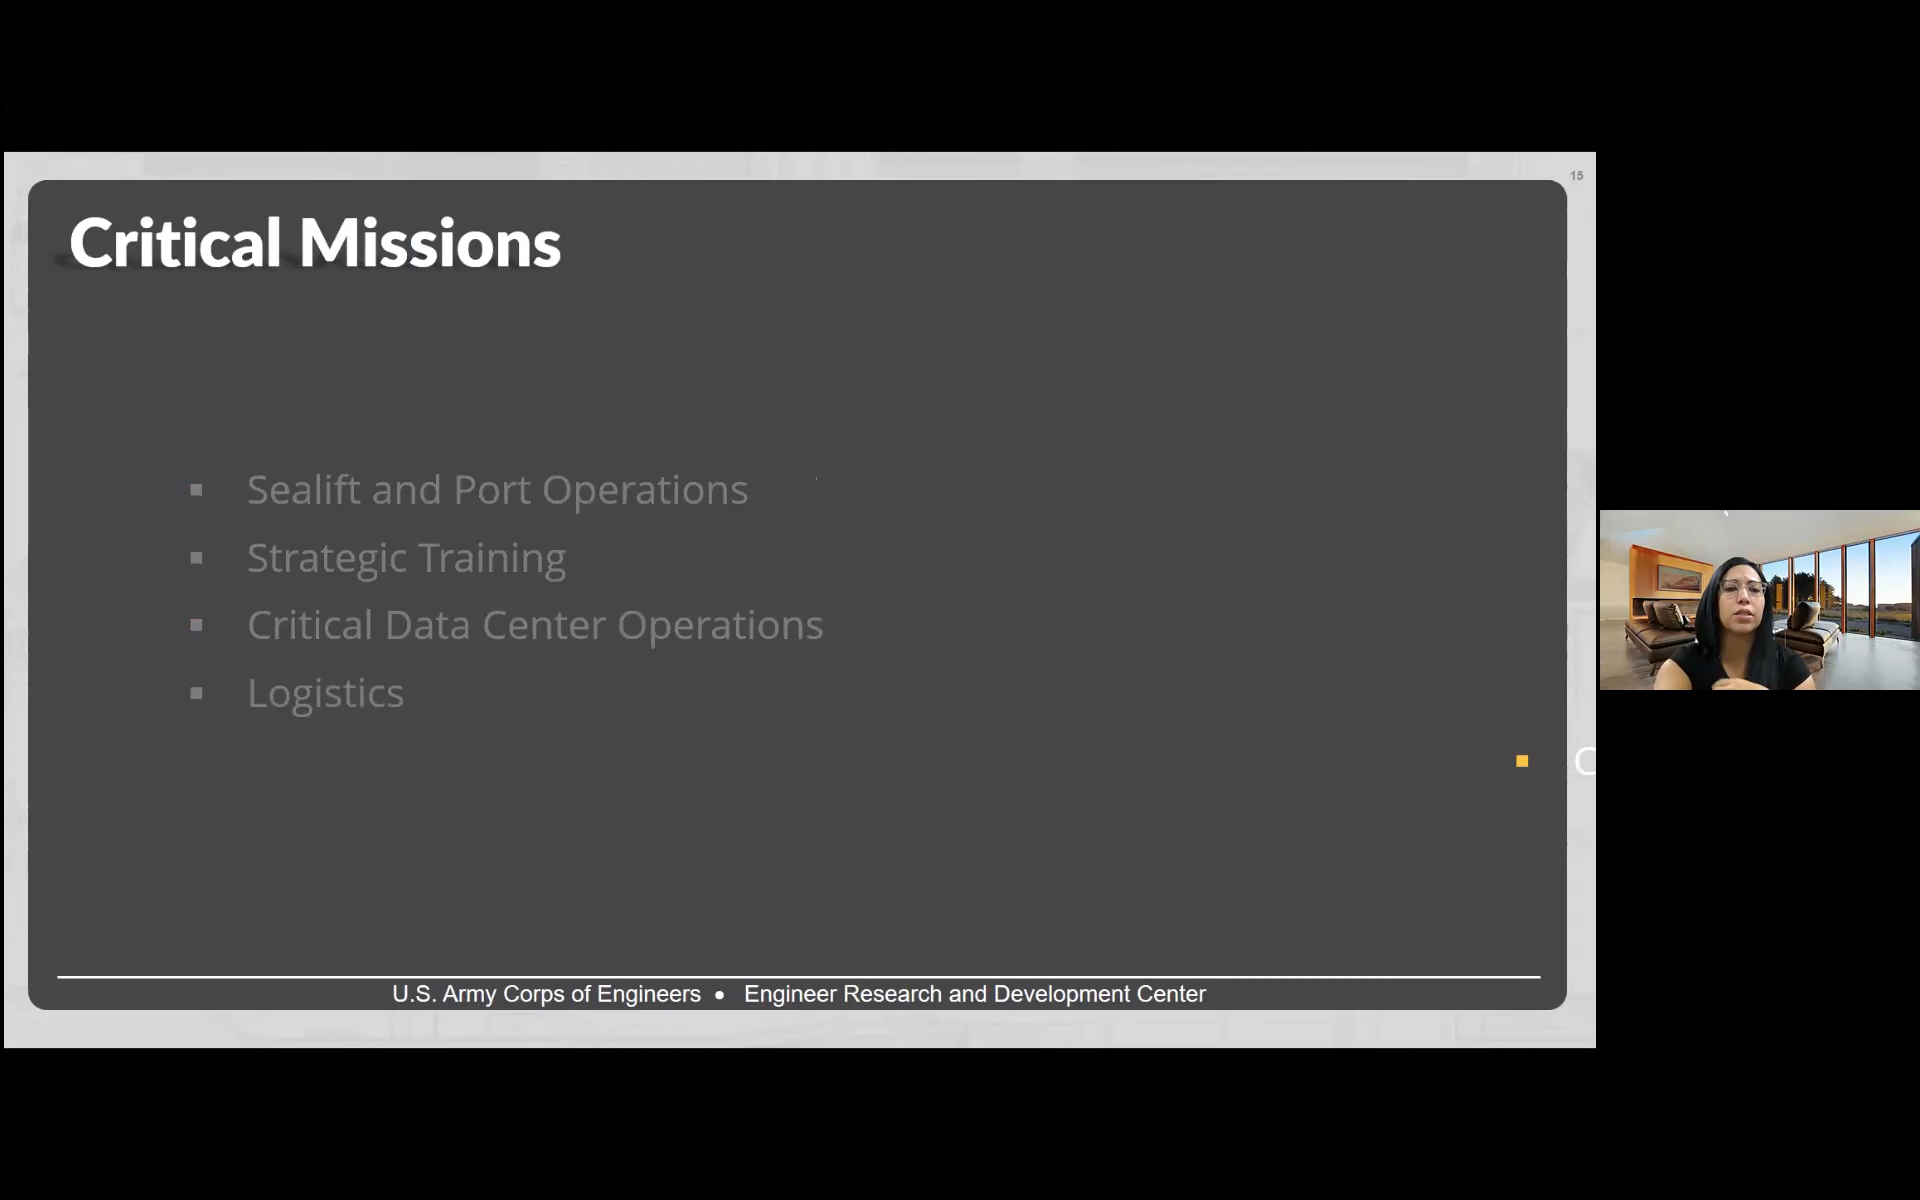 15
Critical Missions
▪ Sealift and Port Operations
▪ Strategic Training
▪ Critical Data Center Operations
▪ Logistics
U.S. Army Corps of Engineers • Engineer Research and Development Center